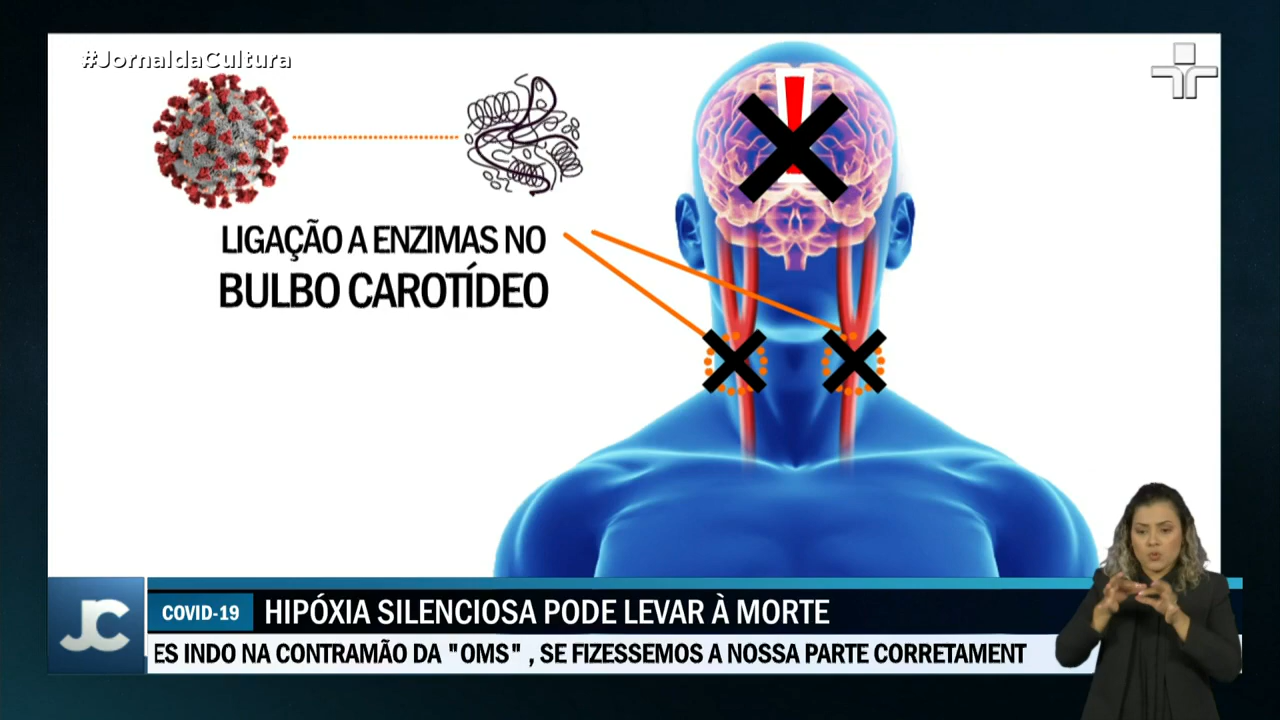 #JornaldaCultura
LIGAÇÃO A ENZIMAS NO
BULBO CAROTÍDEO
JC
COVID-19
HIPÓXIA SILENCIOSA PODE LEVAR À MORTE
ES INDO NA CONTRAMÃO DA "OMS" , SE FIZESSEMOS A NOSSA PARTE CORRETAMENT